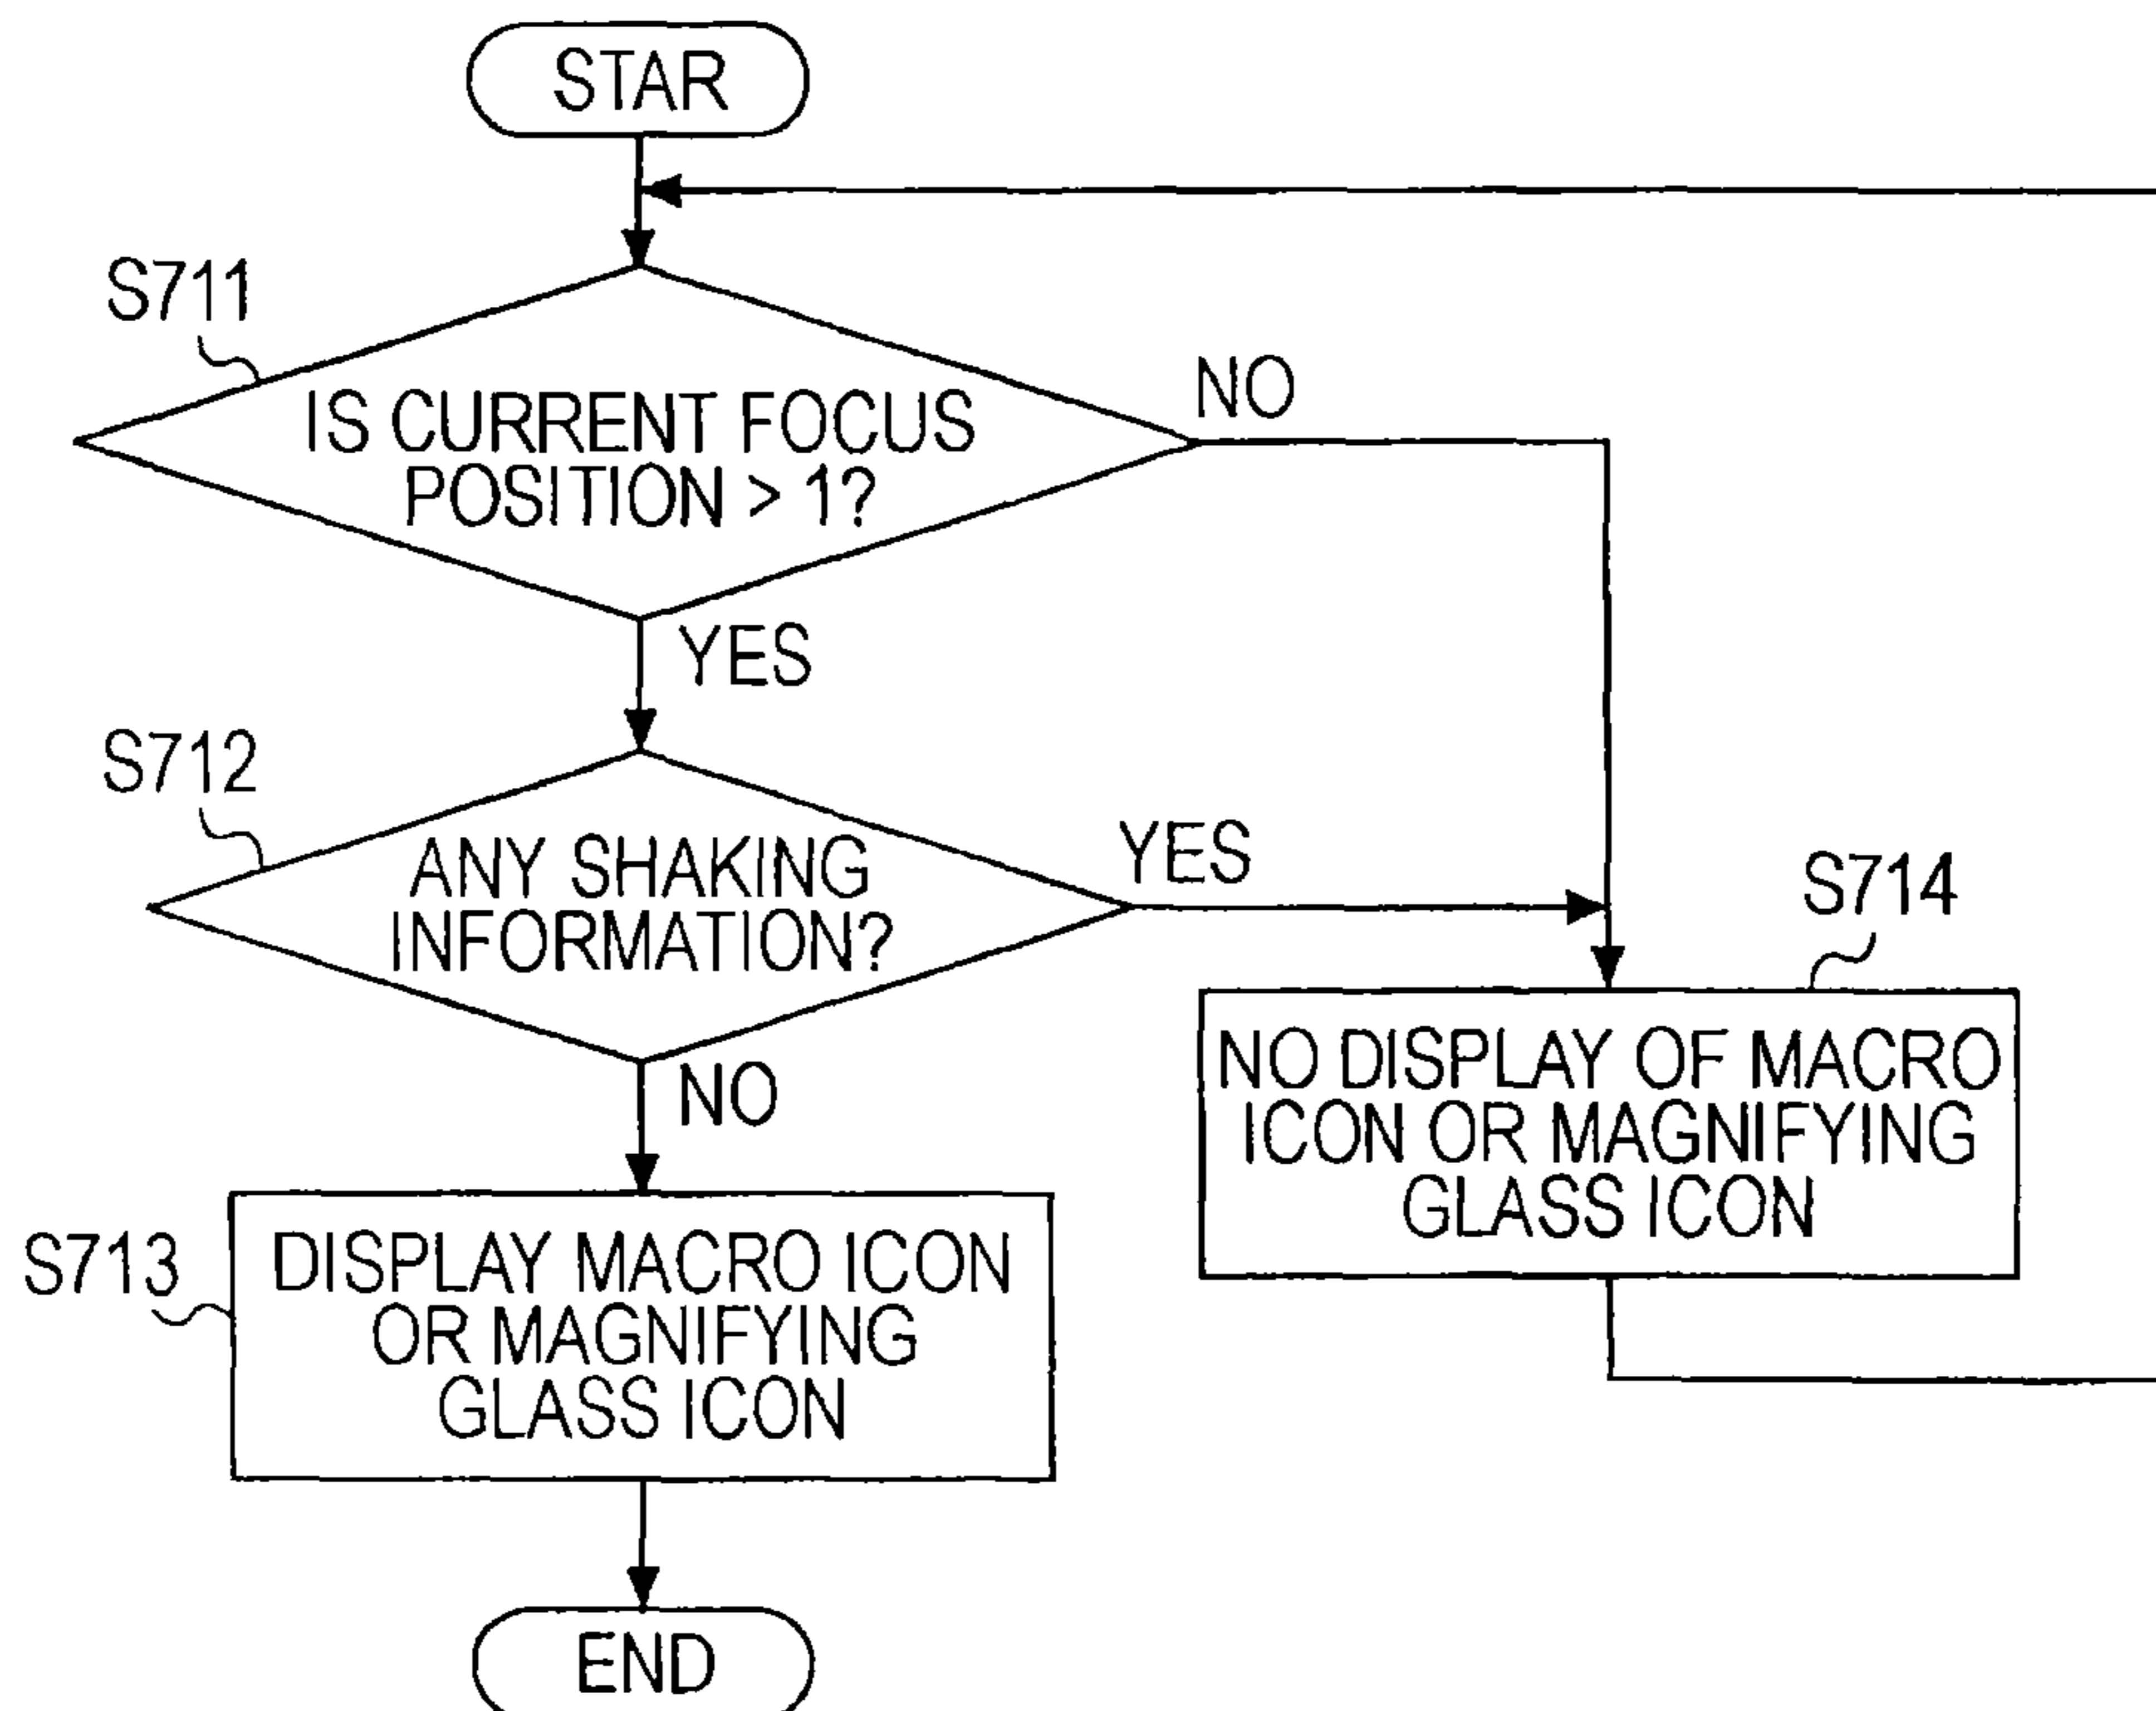 STAR
S711
IS CURRENT FOCUS
POSITION > 1?
NO
YES
S712
ANY SHAKING
INFORMATION?
YES
NO
S714
NO DISPLAY OF MACRO
ICON OR MAGNIFYING
GLASS ICON
S713
DISPLAY MACRO ICON
OR MAGNIFYING
GLASS ICON
END